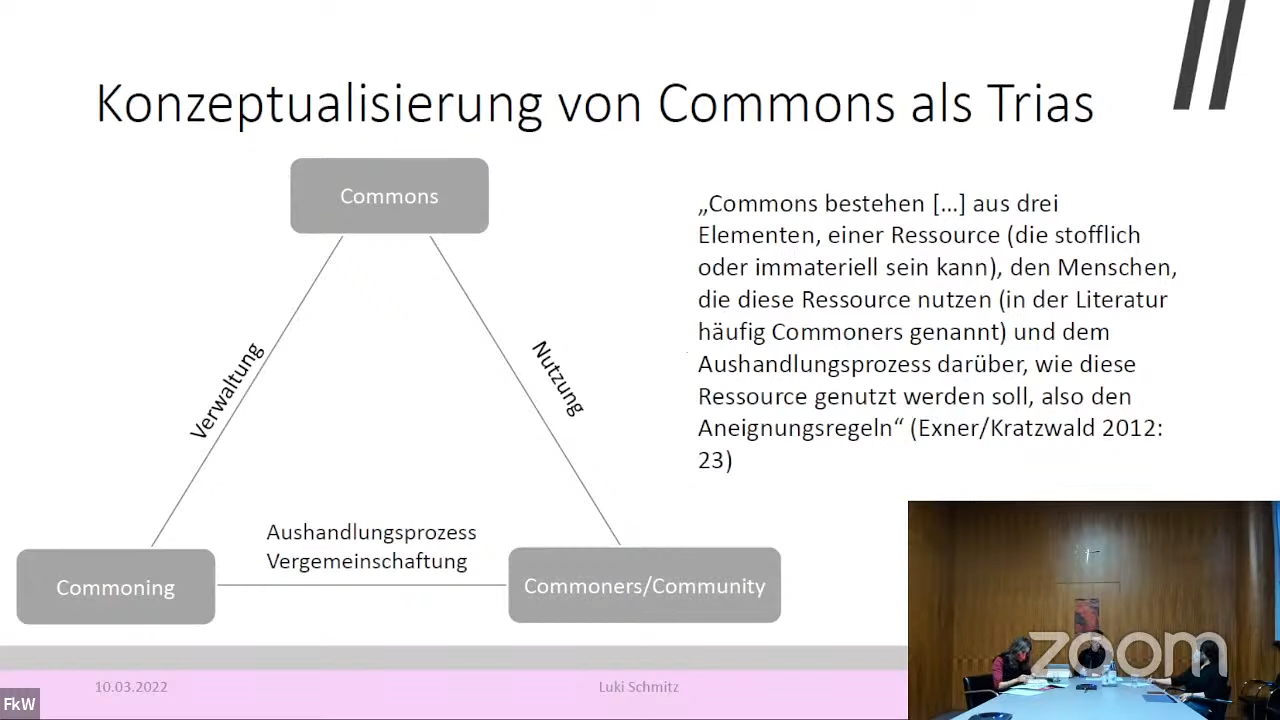 Konzeptualisierung von Commons als Trias
Commons
Verwaltung
Nutzung
Aushandlungsprozess
Vergemeinschaftung
Commoning
Commoners/Community
„Commons bestehen […] aus drei
Elementen, einer Ressource (die stofflich
oder immateriell sein kann), den Menschen,
die diese Ressource nutzen (in der Literatur
häufig Commoners genannt) und dem
Aushandlungsprozess darüber, wie diese
Ressource genutzt werden soll, also den
Aneignungsregeln“ (Exner/Kratzwald 2012:
23)
zoom
10.03.2022
Luki Schmitz
FkW